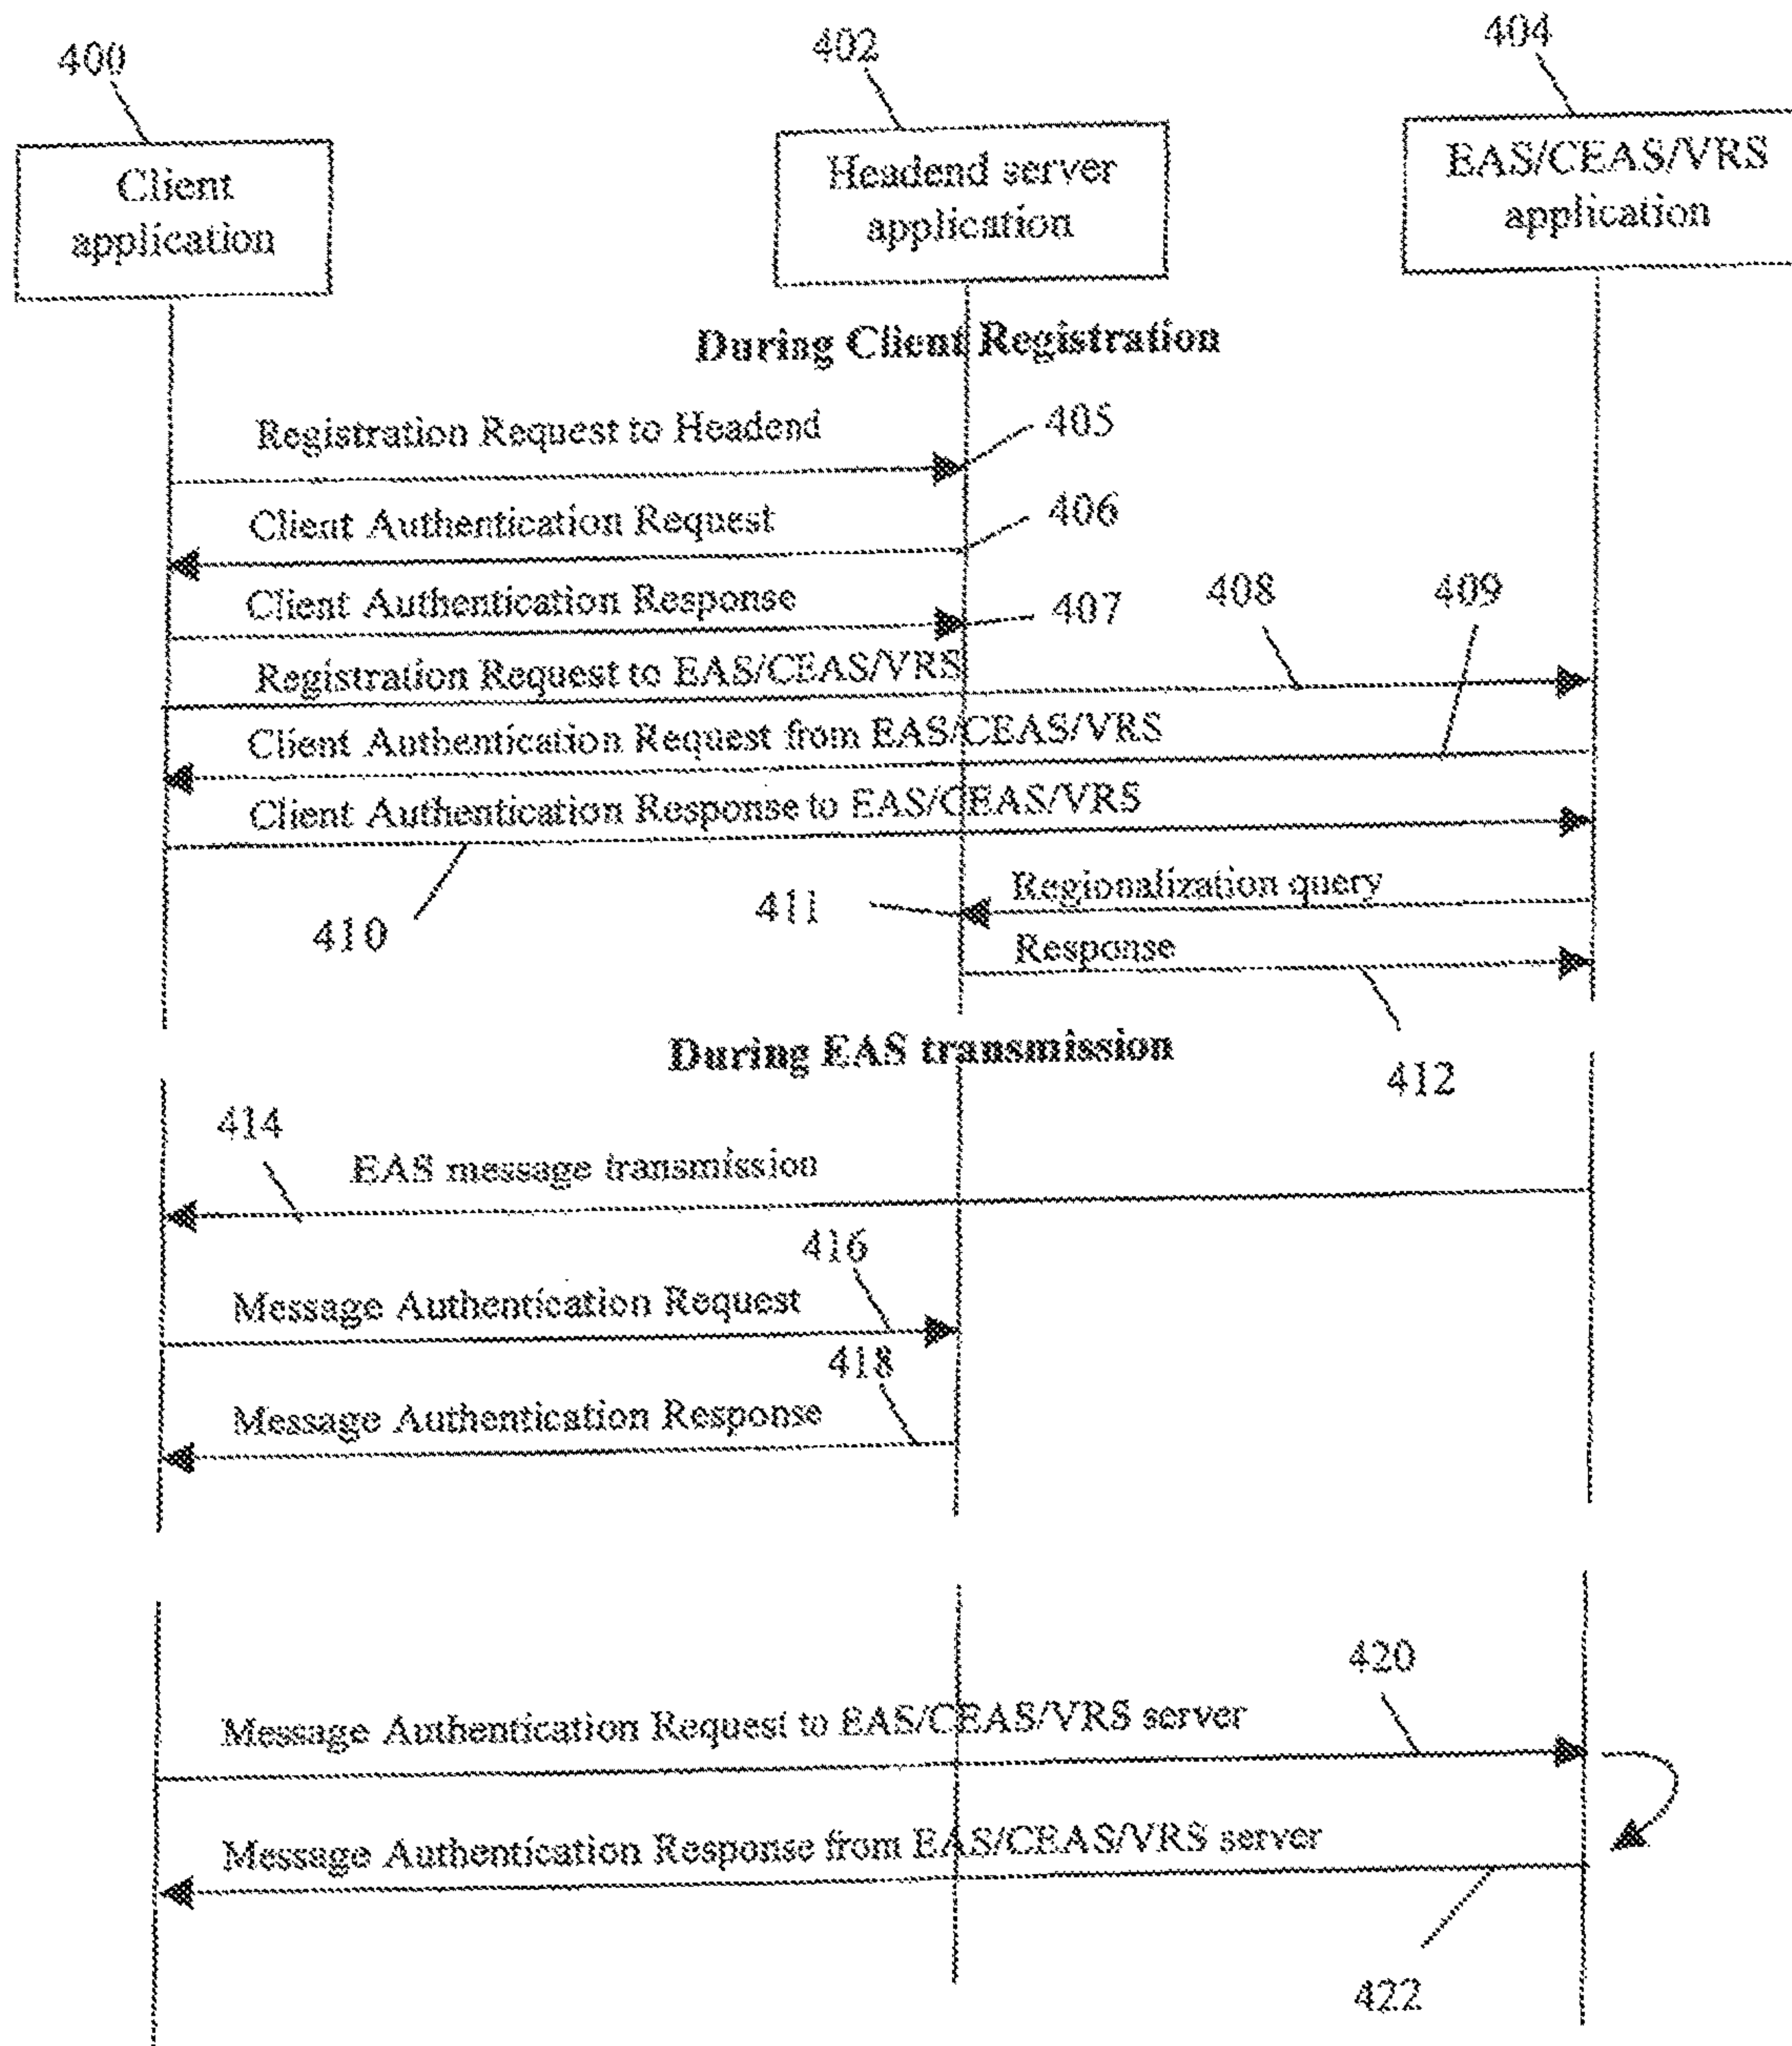 400
402
404
Client
application
Headend server
application
EAS/CEAS/VRS
application
During Client Registration
Registration Request to Headend
405
Client Authentication Request
406
Client Authentication Response
407
408
409
Registration Request to EAS/CEAS/VRS
Client Authentication Request from EAS/CEAS/VRS
Client Authentication Response to EAS/CEAS/VRS
410
411
Regionalization query
Response
412
During EAS transmission
414
EAS message transmission
416
Message Authentication Request
418
Message Authentication Response
420
Message Authentication Request to EAS/CEAS/VRS server
Message Authentication Response from EAS/CEAS/VRS server
422